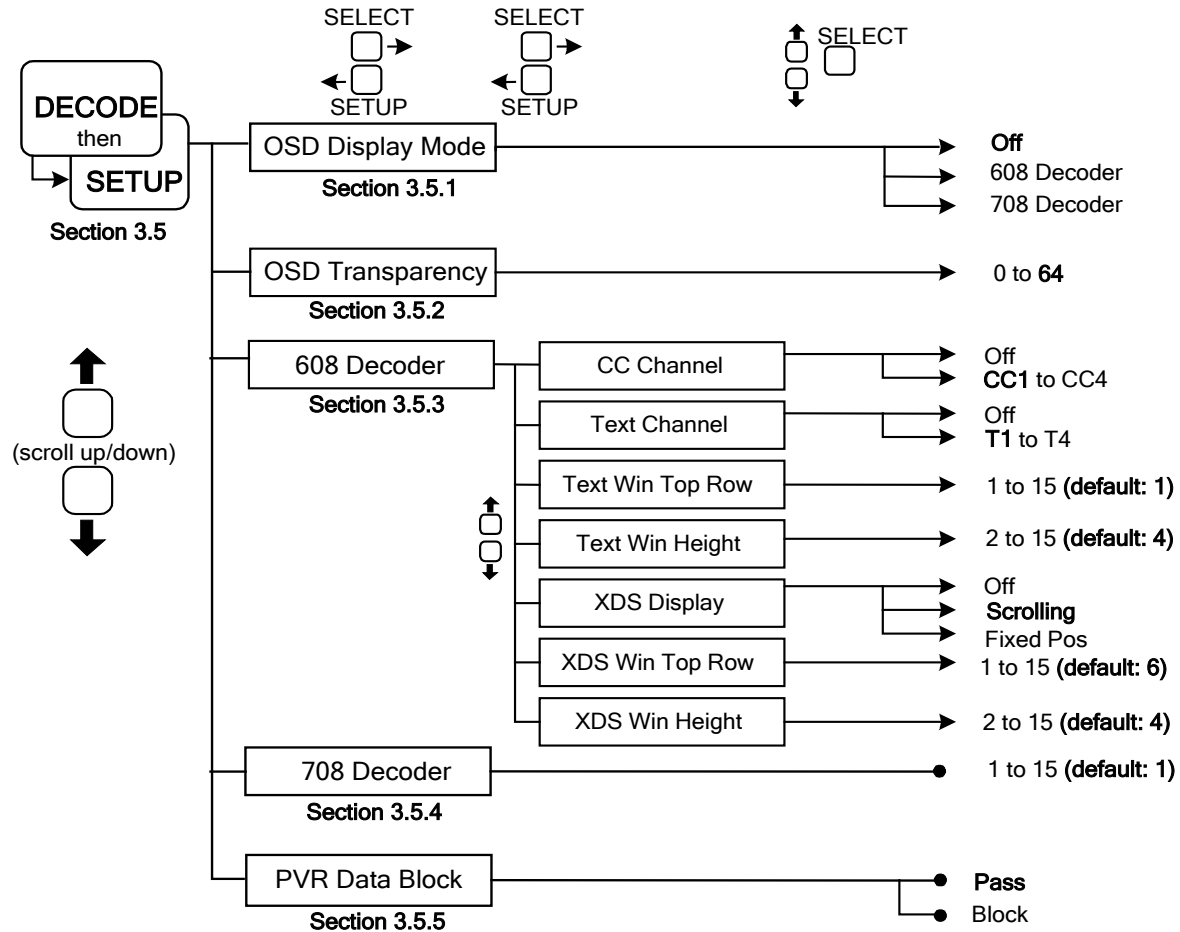 SELECT
SETUP
SELECT
SETUP
SELECT
DECODE
then
SETUP
Section 3.5
(scroll up/down)
OSD Display Mode
Section 3.5.1
Off
608 Decoder
708 Decoder
OSD Transparency
Section 3.5.2
0 to 64
608 Decoder
Section 3.5.3
CC Channel
Off
CC1 to CC4
Text Channel
Off
T1 to T4
Text Win Top Row
1 to 15 (default: 1)
Text Win Height
2 to 15 (default: 4)
XDS Display
Off
Scrolling
Fixed Pos
XDS Win Top Row
1 to 15 (default: 6)
XDS Win Height
2 to 15 (default: 4)
708 Decoder
Section 3.5.4
1 to 15 (default: 1)
PVR Data Block
Section 3.5.5
Pass
Block